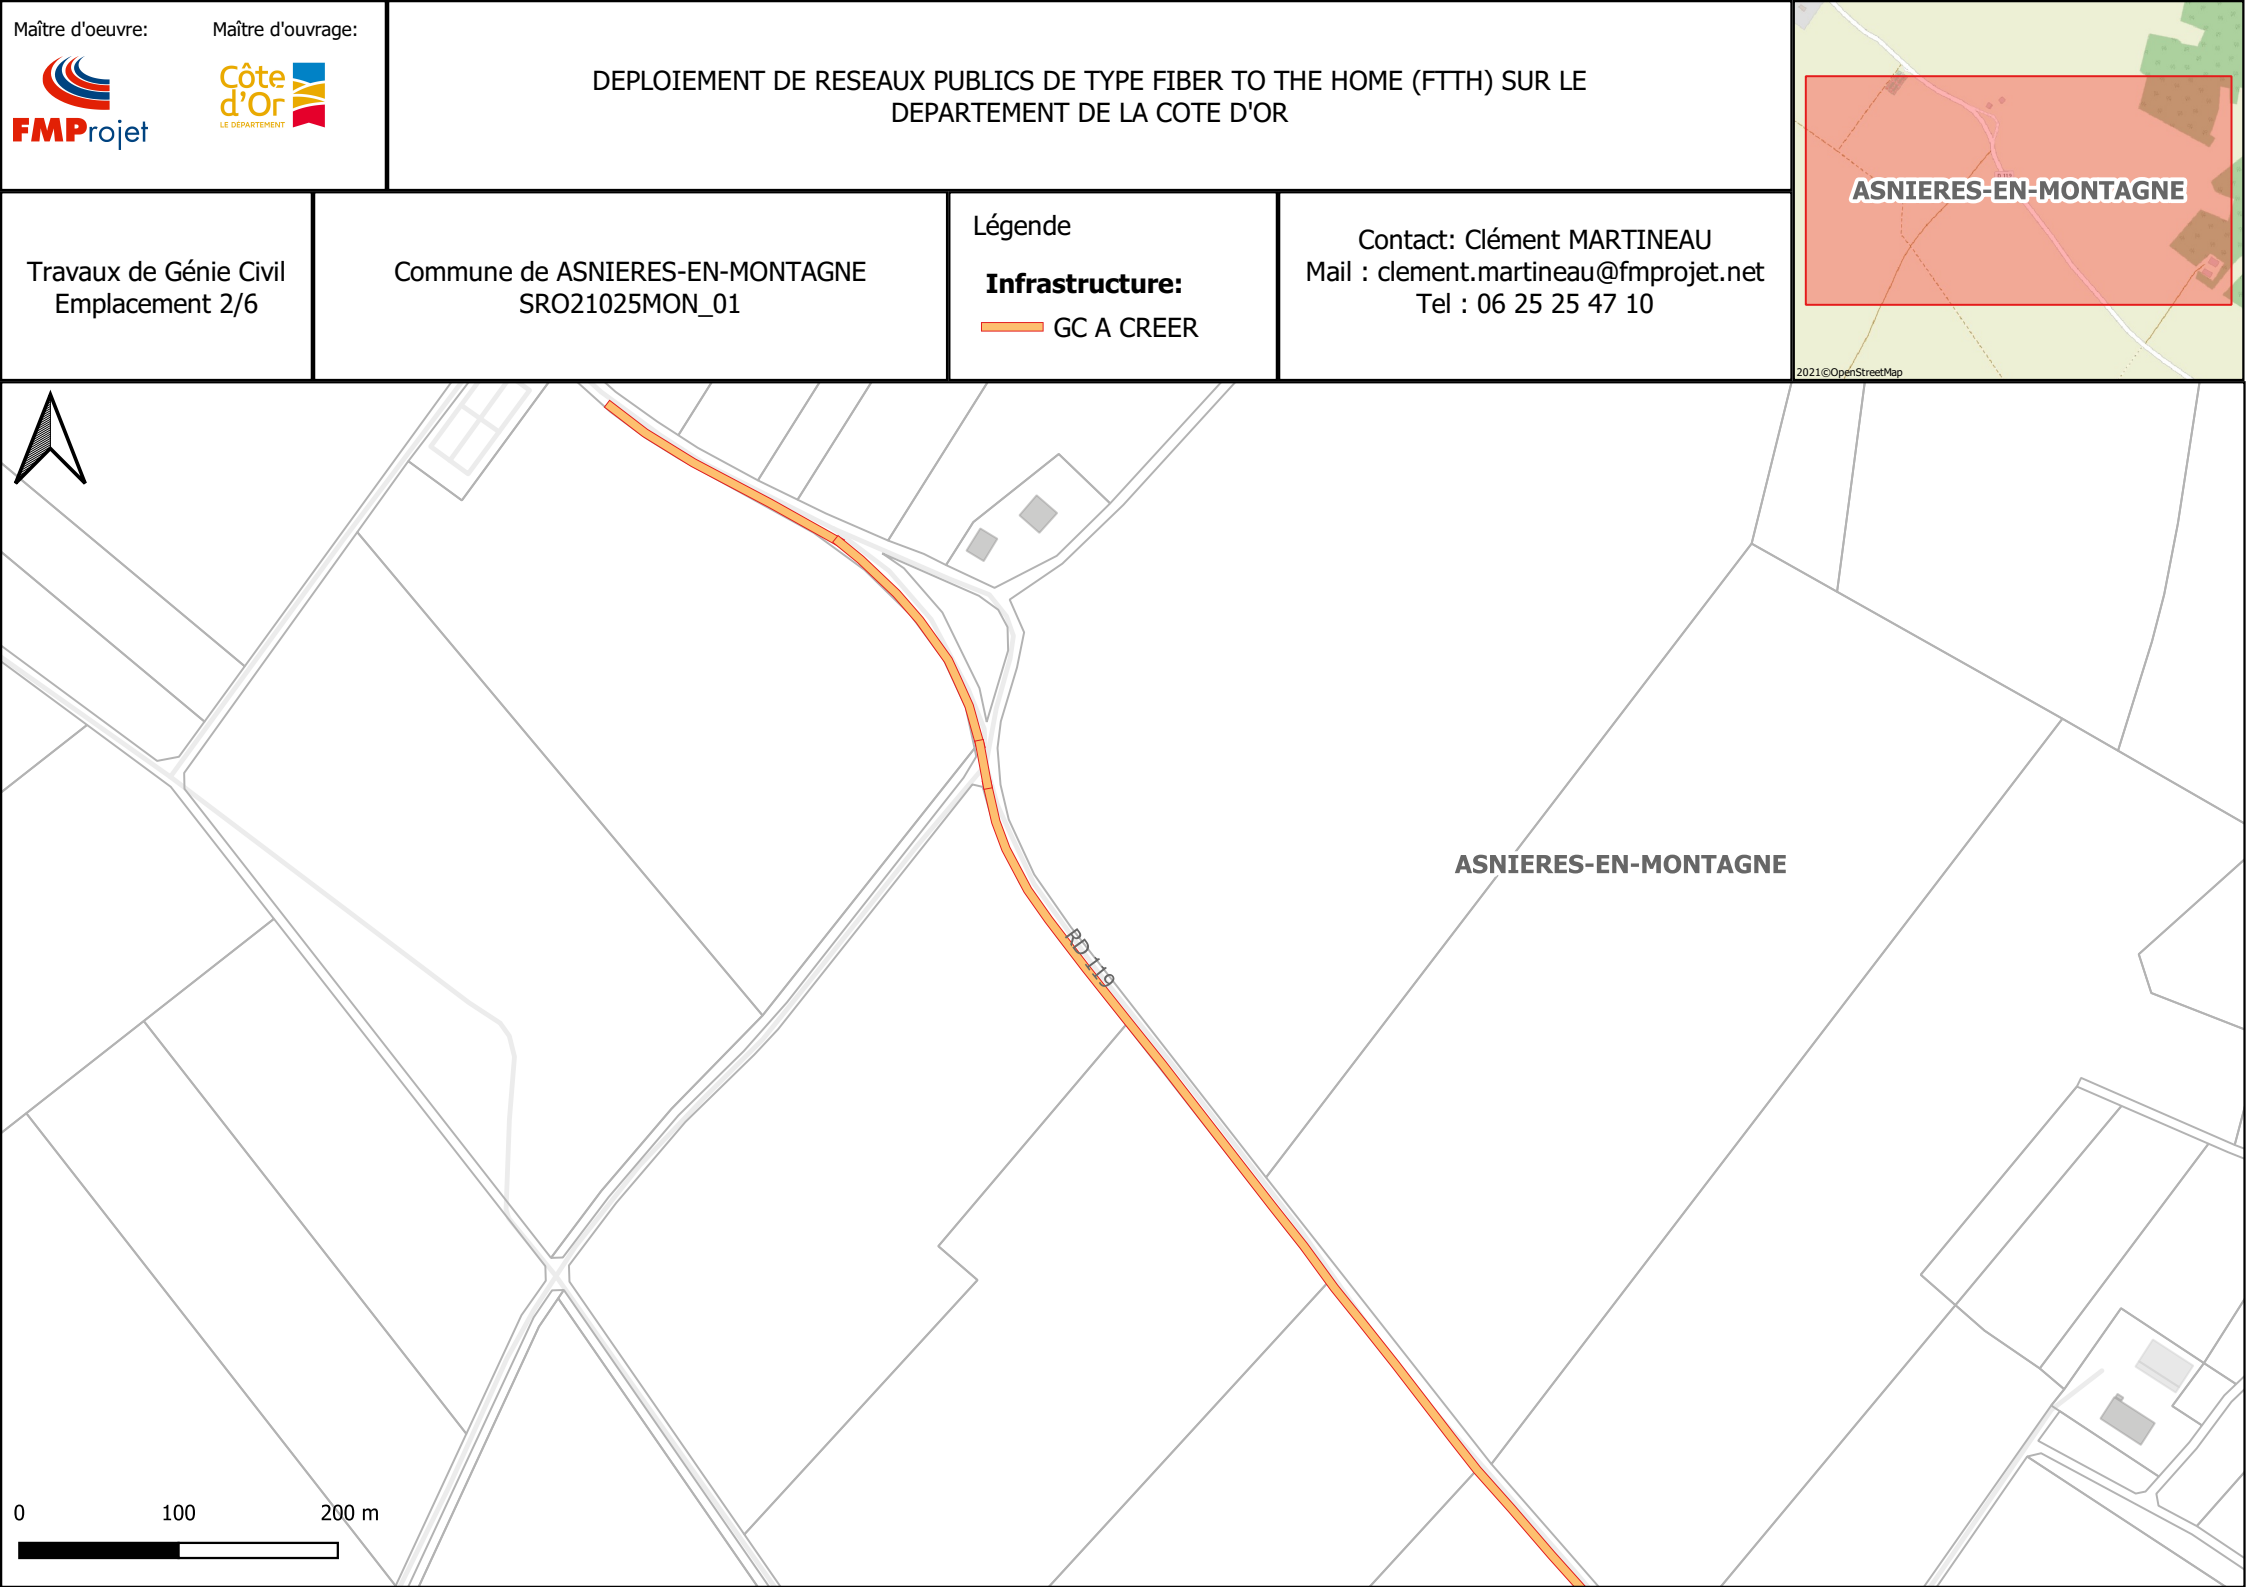 Maître d'oeuvre:
Maître d'ouvrage:
FMProjet
Côte
d'Or
LE DÉPARTEMENT
DEPLOIEMENT DE RESEAUX PUBLICS DE TYPE FIBER TO THE HOME (FTTH) SUR LE
DEPARTEMENT DE LA COTE D'OR
Travaux de Génie Civil
Emplacement 2/6
Commune de ASNIERES-EN-MONTAGNE
SRO21025MON_01
Légende
Infrastructure:
GC A CREER
Contact: Clément MARTINEAU
Mail : clement.martineau@fmprojet.net
Tel : 06 25 25 47 10
ASNIERES-EN-MONTAGNE
2021©OpenStreetMap
ASNIERES-EN-MONTAGNE
RD 119
0 100 200 m